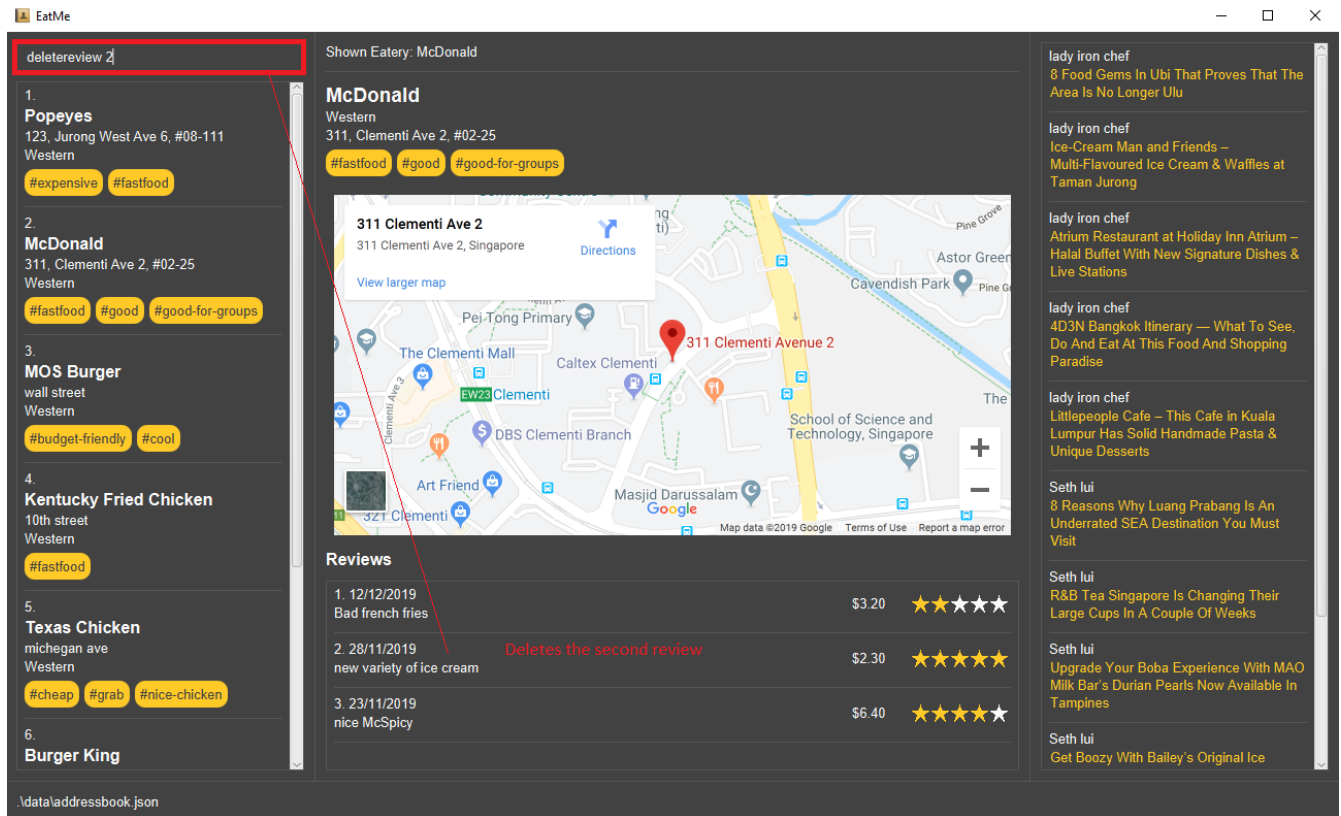 EatMe
deletereview 2
1.
Popeyes
123, Jurong West Ave 6, #08-111
Western
#expensive #fastfood
2.
McDonald
311, Clementi Ave 2, #02-25
Western
#fastfood #good #good-for-groups
3.
MOS Burger
wall street
Western
#budget-friendly #cool
4.
Kentucky Fried Chicken
10th street
Western
#fastfood
5.
Texas Chicken
michegan ave
Western
#cheap #grab #nice-chicken
6.
Burger King
Shown Eatery: McDonald
McDonald
Western
311, Clementi Ave 2, #02-25
#fastfood #good #good-for-groups
311 Clementi Ave 2
311 Clementi Ave 2, Singapore
Directions
View larger map
Pine Grove
Astor Green
Cavendish Park
Pei Tong Primary
311 Clementi Avenue 2
The Clementi Mall
Caltex Clementi
EW23 Clementi
Clementi Ave 3
The
School of Science and
Technology, Singapore
DBS Clementi Branch
Art Friend
Masjid Darussalam
Google
321 Clementi
11
Map data ©2019 Google Terms of Use Report a map error
Reviews
1. 12/12/2019
Bad french fries
$3.20
2. 28/11/2019
new variety of ice cream
Deletes the second review
$2.30
3. 23/11/2019
nice McSpicy
$6.40
lady iron chef
8 Food Gems In Ubi That Proves That The
Area Is No Longer Ulu
lady iron chef
Ice-Cream Man and Friends –
Multi-Flavoured Ice Cream & Waffles at
Taman Jurong
lady iron chef
Atrium Restaurant at Holiday Inn Atrium –
Halal Buffet With New Signature Dishes &
Live Stations
lady iron chef
4D3N Bangkok Itinerary — What To See,
Do And Eat At This Food And Shopping
Paradise
lady iron chef
Littlepeople Cafe – This Cafe in Kuala
Lumpur Has Solid Handmade Pasta &
Unique Desserts
Seth lui
8 Reasons Why Luang Prabang Is An
Underrated SEA Destination You Must
Visit
Seth lui
R&B Tea Singapore Is Changing Their
Large Cups In A Couple Of Weeks
Seth lui
Upgrade Your Boba Experience With MAO
Milk Bar's Durian Pearls Now Available In
Tampines
Seth lui
Get Boozy With Bailey's Original Ice
.\data\addressbook.json